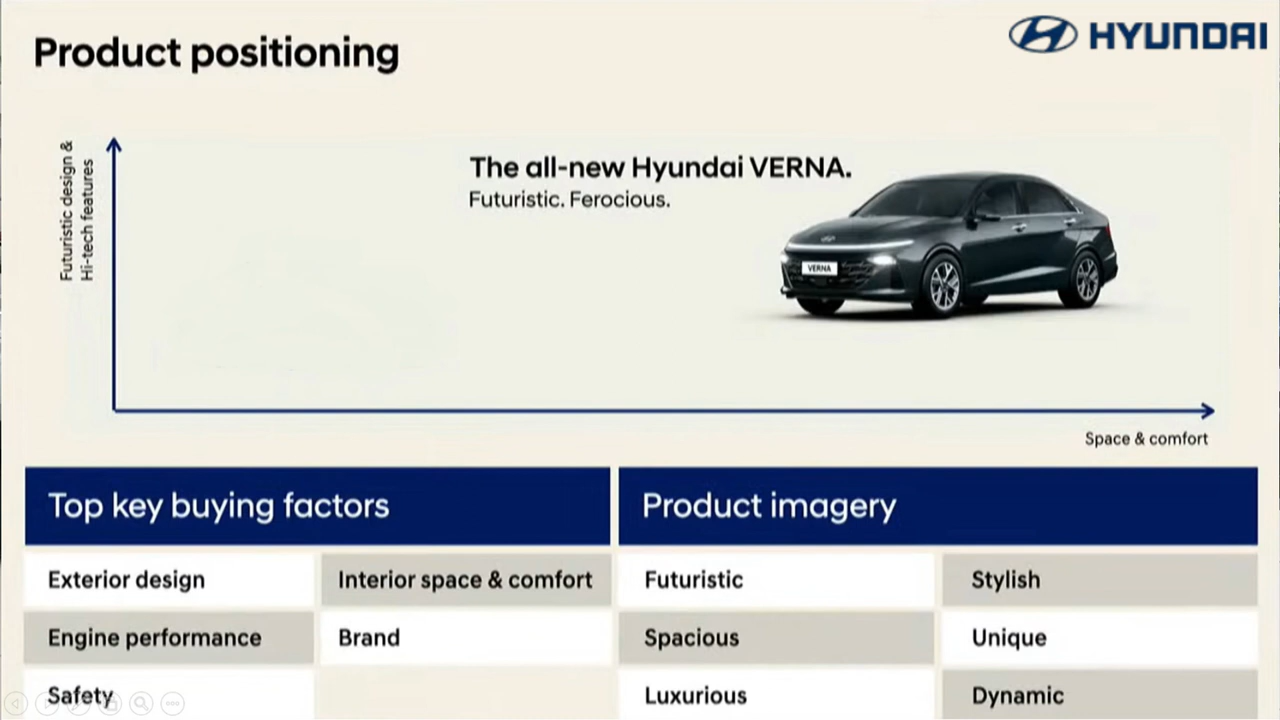 Product positioning
HYUNDAI
Futuristic design &
Hi-tech features
The all-new Hyundai VERNA.
Futuristic. Ferocious.
VERNA
Space & comfort
Top key buying factors
Product imagery
Exterior design
Interior space & comfort
Futuristic
Stylish
Engine performance
Brand
Spacious
Unique
Safety
Luxurious
Dynamic